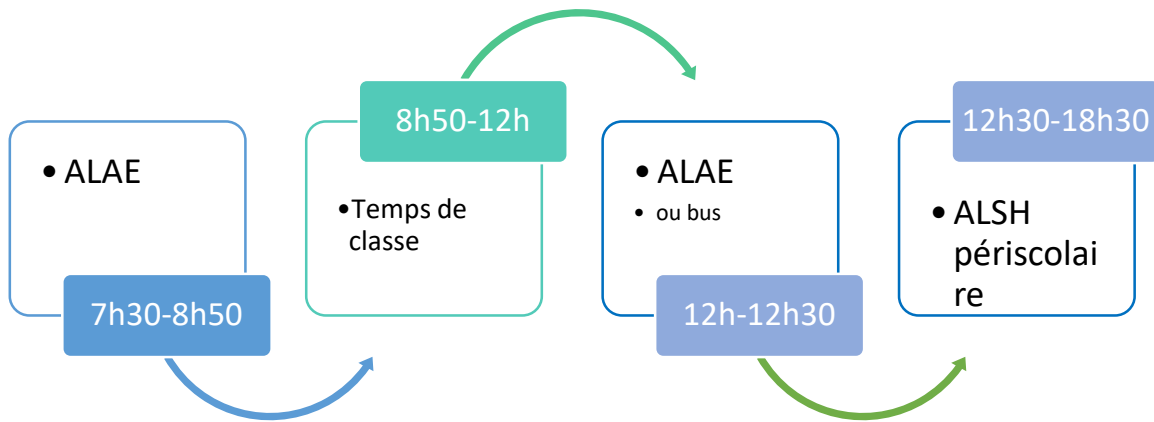 • ALAE
7h30-8h50
8h50-12h
•Temps de
classe
• ALAE
• ou bus
12h-12h30
12h30-18h30
• ALSH
périscolai
re